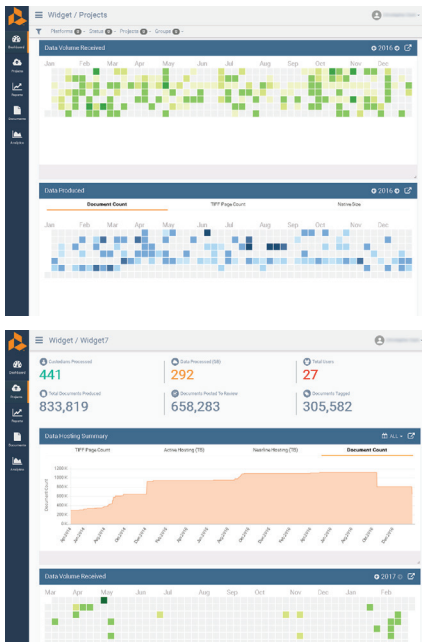 Widget / Projects
Platforms 0 Status 0 Projects 0 Groups 0
Dashboard
Projects
Reports
Documents
Analytics
Data Volume Received 2016
Jan Feb Mar Apr May Jun Jul Aug Sep Oct Nov Dec
Data Produced 2016
Document Count TIFF Page Count Native Size
Jan Feb Mar Apr May Jun Jul Aug Sep Oct Nov Dec
Widget / Widget7
Dashboard
Projects
Reports
Documents
Analytics
Custodians Processed Data Processed (GB) Total Users
441 292 27
Total Documents Produced Documents Posted To Review Documents Tagged
833,819 658,283 305,582
Data Hosting Summary ALL
TIFF Page Count Active Hosting (TB) Nearline Hosting (TB) Document Count
Document Count
Data Volume Received 2017
Mar Apr May Jun Jul Aug Sep Oct Nov Dec Jan Feb